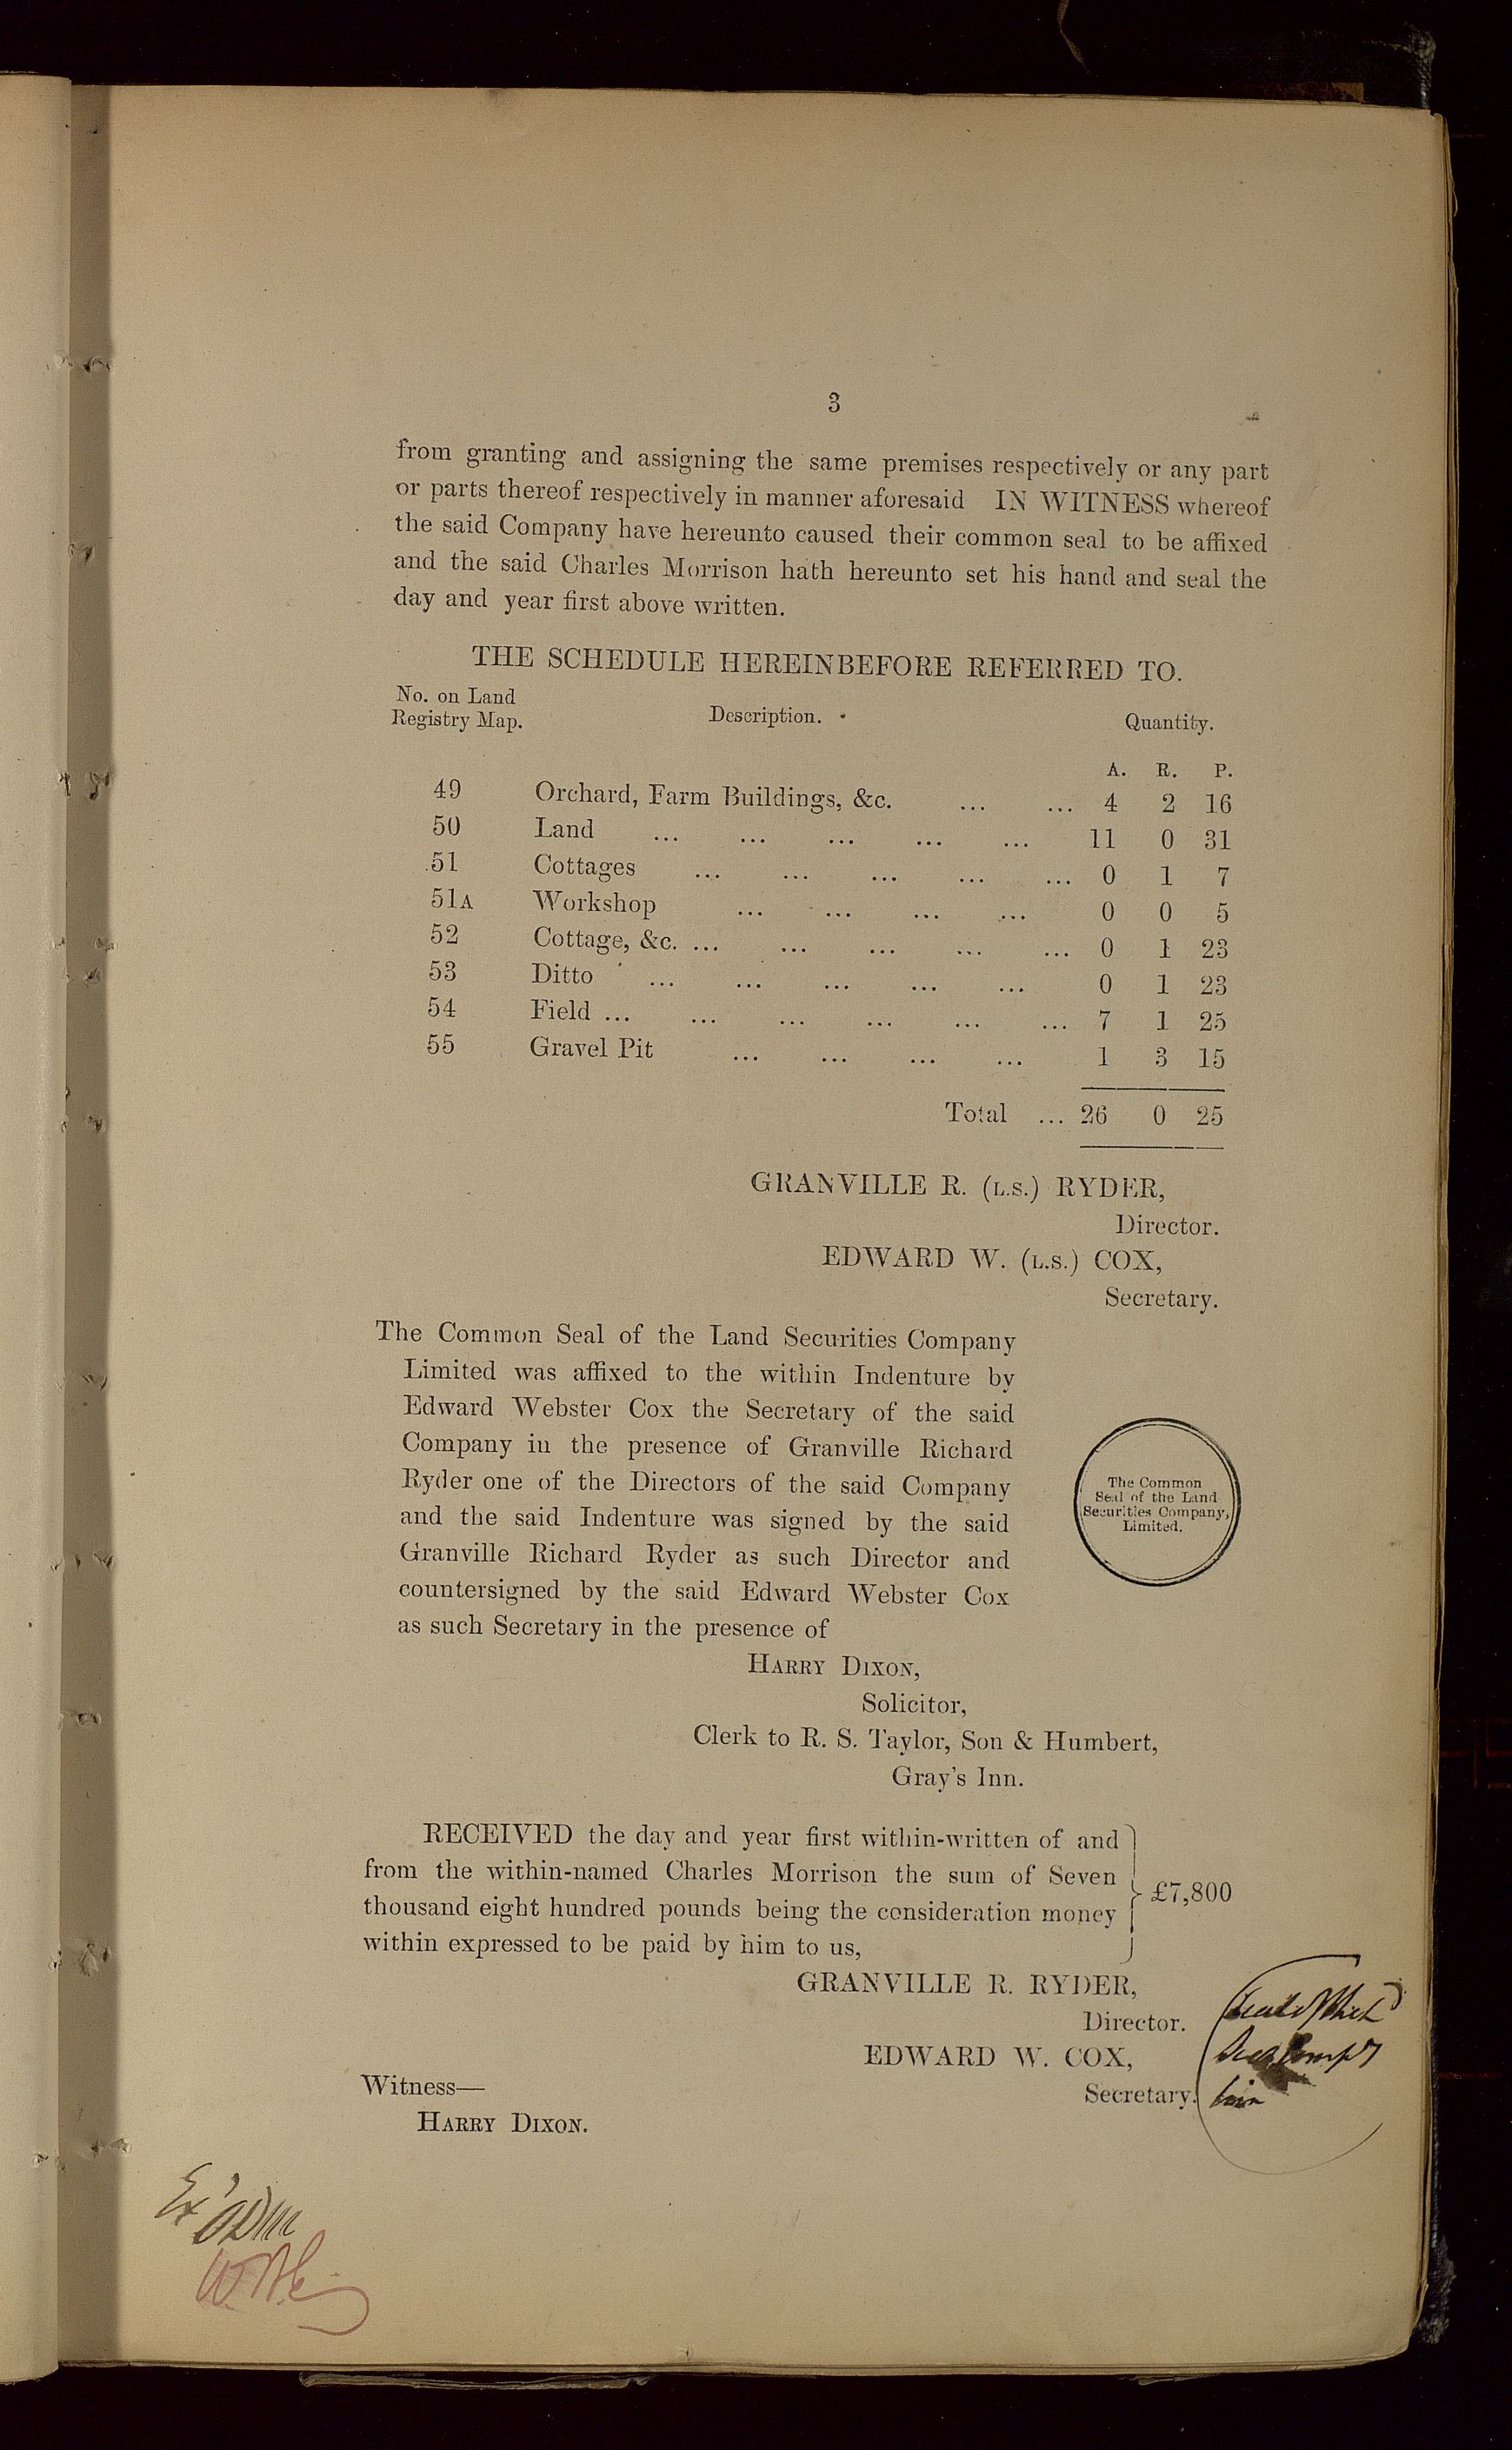 3
from granting and assigning the same premises respectively or any part
or parts thereof respectively in manner aforesaid IN WITNESS whereof
the said Company have hereunto caused their common seal to be affixed
and the said Charles Morrison hath hereunto set his hand and seal the
day and year first above written.
THE SCHEDULE HEREINBEFORE REFERRED TO.
No. on Land
Registry Map. Description. Quantity.
A. R. P.
49 Orchard, Farm Buildings, &c. ... ... 4 2 16
50 Land ... ... ... ... ... 11 0 31
51 Cottages ... ... ... ... ... 0 1 7
51A Workshop ... ... ... ... 0 0 5
52 Cottage, &c. ... ... ... ... ... 0 1 23
53 Ditto ... ... ... ... ... 0 1 23
54 Field ... ... ... ... ... ... 7 1 25
55 Gravel Pit ... ... ... ... 1 3 15
Total ... 26 0 25
GRANVILLE R. (L.S.) RYDER,
Director.
EDWARD W. (L.S.) COX,
Secretary.
The Common Seal of the Land Securities Company
Limited was affixed to the within Indenture by
Edward Webster Cox the Secretary of the said
Company in the presence of Granville Richard
Ryder one of the Directors of the said Company
and the said Indenture was signed by the said
Granville Richard Ryder as such Director and
countersigned by the said Edward Webster Cox
as such Secretary in the presence of
The Common
Seal of the Land
Securities Company,
Limited.
HARRY DIXON,
Solicitor,
Clerk to R. S. Taylor, Son & Humbert,
Gray's Inn.
RECEIVED the day and year first within-written of and
from the within-named Charles Morrison the sum of Seven
thousand eight hundred pounds being the consideration money
within expressed to be paid by him to us,
£7,800
GRANVILLE R. RYDER,
Director.
EDWARD W. COX,
Secretary.
Witness—
HARRY DIXON.